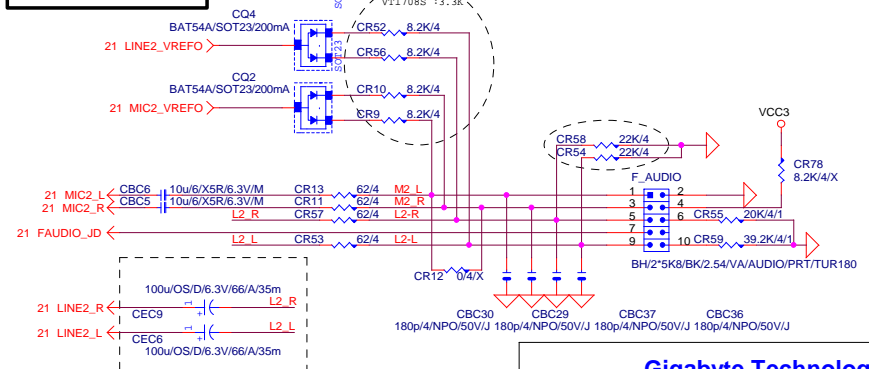 VT1708S :3.3K
CQ4
BAT54A/SOT23/200mA
SOT23
CR52 8.2K/4
21 LINE2_VREFO
CR56 8.2K/4
CQ2
BAT54A/SOT23/200mA
CR10 8.2K/4
21 MIC2_VREFO
CR9 8.2K/4
VCC3
CR58 22K/4
CR54 22K/4
CR78
8.2K/4/X
F_AUDIO
21 MIC2_L CBC6 10u/6/X5R/6.3V/M CR13 62/4 M2_L 1 2
21 MIC2_R CBC5 10u/6/X5R/6.3V/M CR11 62/4 M2_R 3 4
L2_R CR57 62/4 L2-R 5 6 CR55 20K/4/1
21 FAUDIO_JD 7
L2_L CR53 62/4 L2-L 9 10 CR59 39.2K/4/1
BH/2*5K8/BK/2.54/VA/AUDIO/PRT/TUR180
CR12 0/4/X
100u/OS/D/6.3V/66/A/35m
21 LINE2_R 1 + L2_R
CEC9
21 LINE2_L 1 + L2_L
CEC6
100u/OS/D/6.3V/66/A/35m
CBC30 CBC29 CBC37 CBC36
180p/4/NPO/50V/J 180p/4/NPO/50V/J 180p/4/NPO/50V/J 180p/4/NPO/50V/J